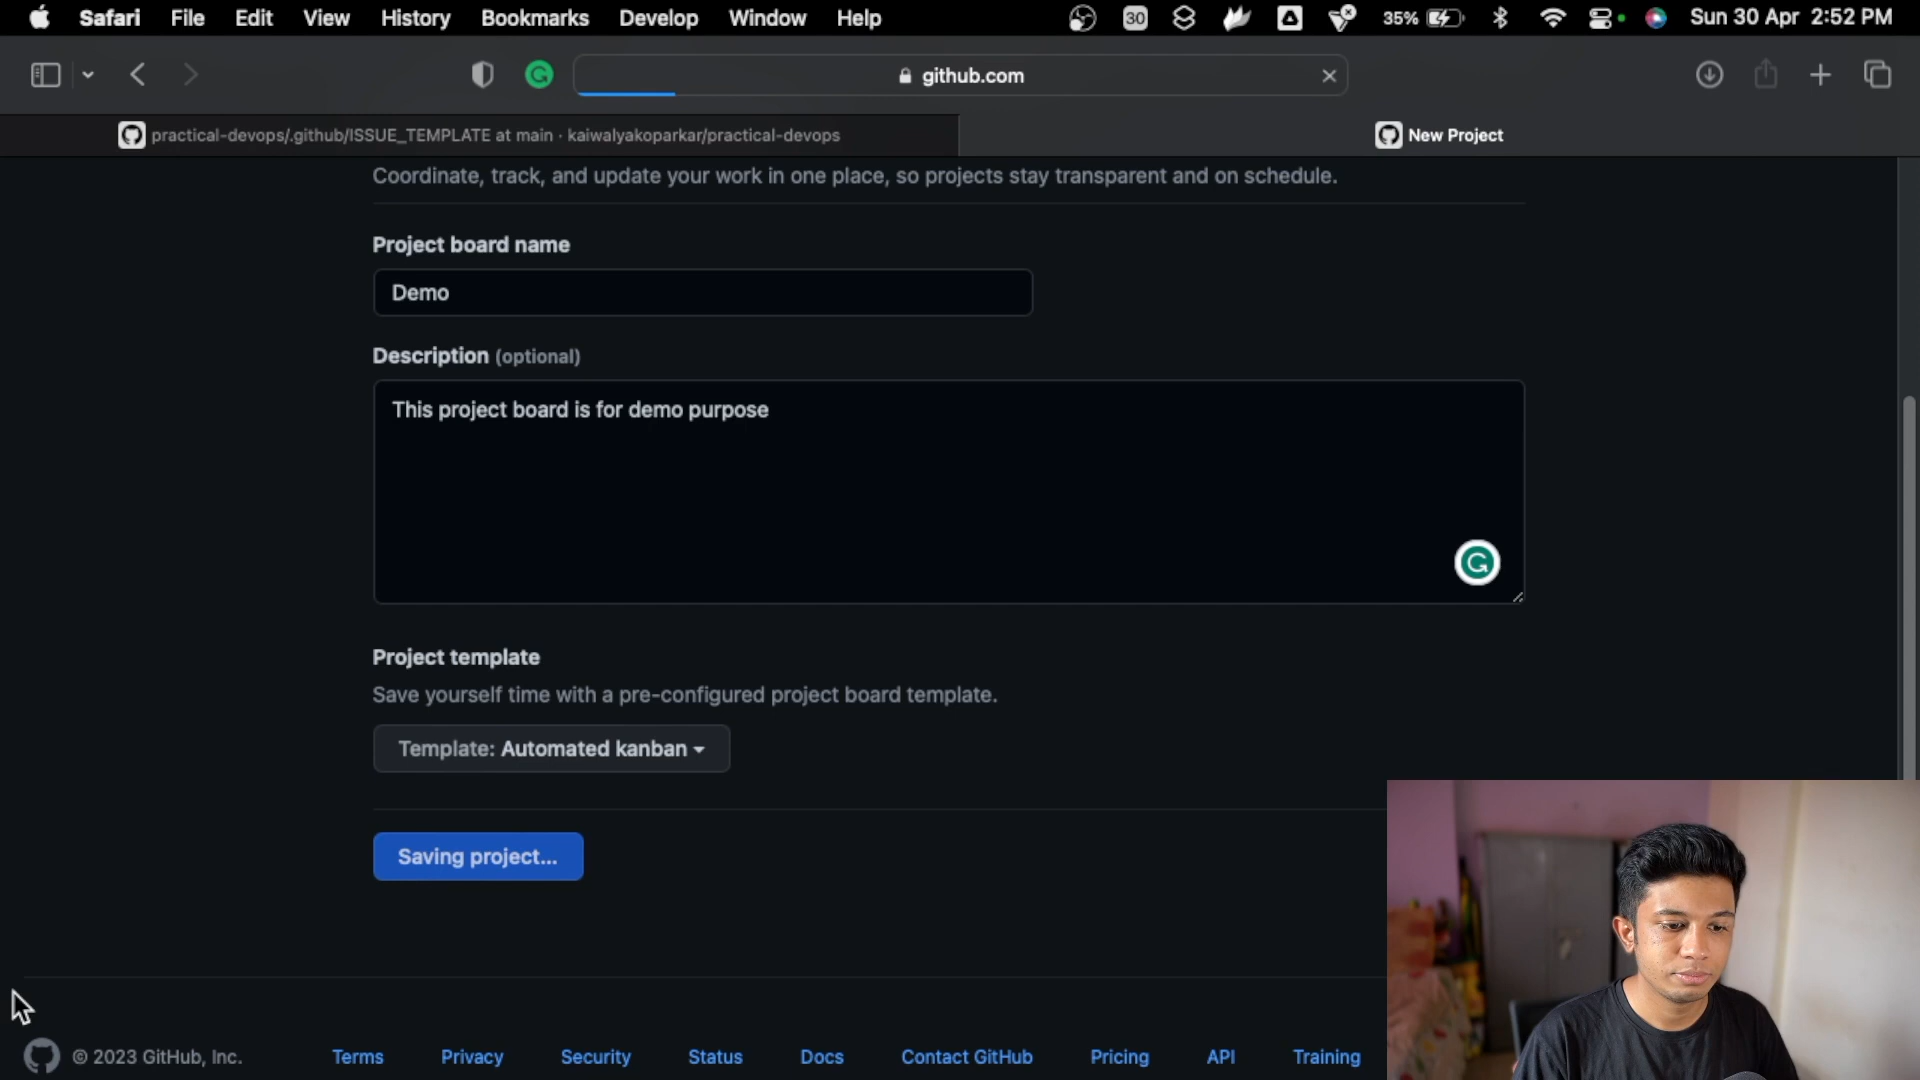 Safari File Edit View History Bookmarks Develop Window Help 30 35% Sun 30 Apr 2:52 PM
github.com
practical-devops/.github/ISSUE_TEMPLATE at main · kaiwalyakoparkar/practical-devops
New Project
Coordinate, track, and update your work in one place, so projects stay transparent and on schedule.
Project board name
Demo
Description (optional)
This project board is for demo purpose
Project template
Save yourself time with a pre-configured project board template.
Template: Automated kanban
Saving project...
© 2023 GitHub, Inc. Terms Privacy Security Status Docs Contact GitHub Pricing API Training